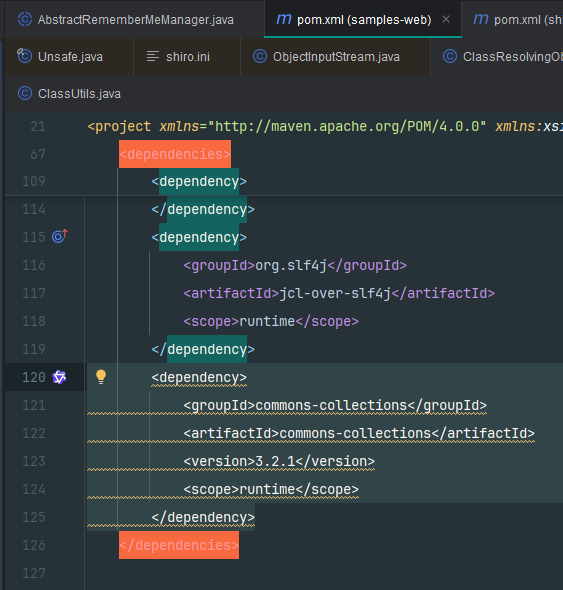 AbstractRememberMeManager.java
pom.xml (samples-web)
pom.xml (sh
Unsafe.java
shiro.ini
ObjectInputStream.java
ClassResolvingOb
ClassUtils.java
21 <project xmlns="http://maven.apache.org/POM/4.0.0" xmlns:xsi
67 <dependencies>
109 <dependency>
114 </dependency>
115 <dependency>
116 <groupId>org.slf4j</groupId>
117 <artifactId>jcl-over-slf4j</artifactId>
118 <scope>runtime</scope>
119 </dependency>
120 <dependency>
121 <groupId>commons-collections</groupId>
122 <artifactId>commons-collections</artifactId>
123 <version>3.2.1</version>
124 <scope>runtime</scope>
125 </dependency>
126 </dependencies>
127